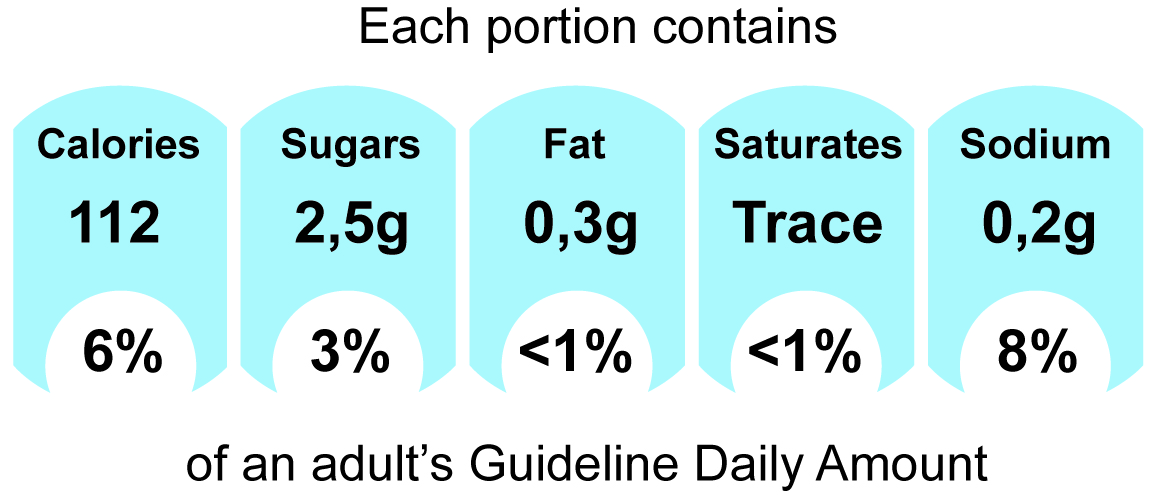 Each portion contains
Calories Sugars Fat Saturates Sodium
112 2,5g 0,3g Trace 0,2g
6% 3% <1% <1% 8%
of an adult’s Guideline Daily Amount